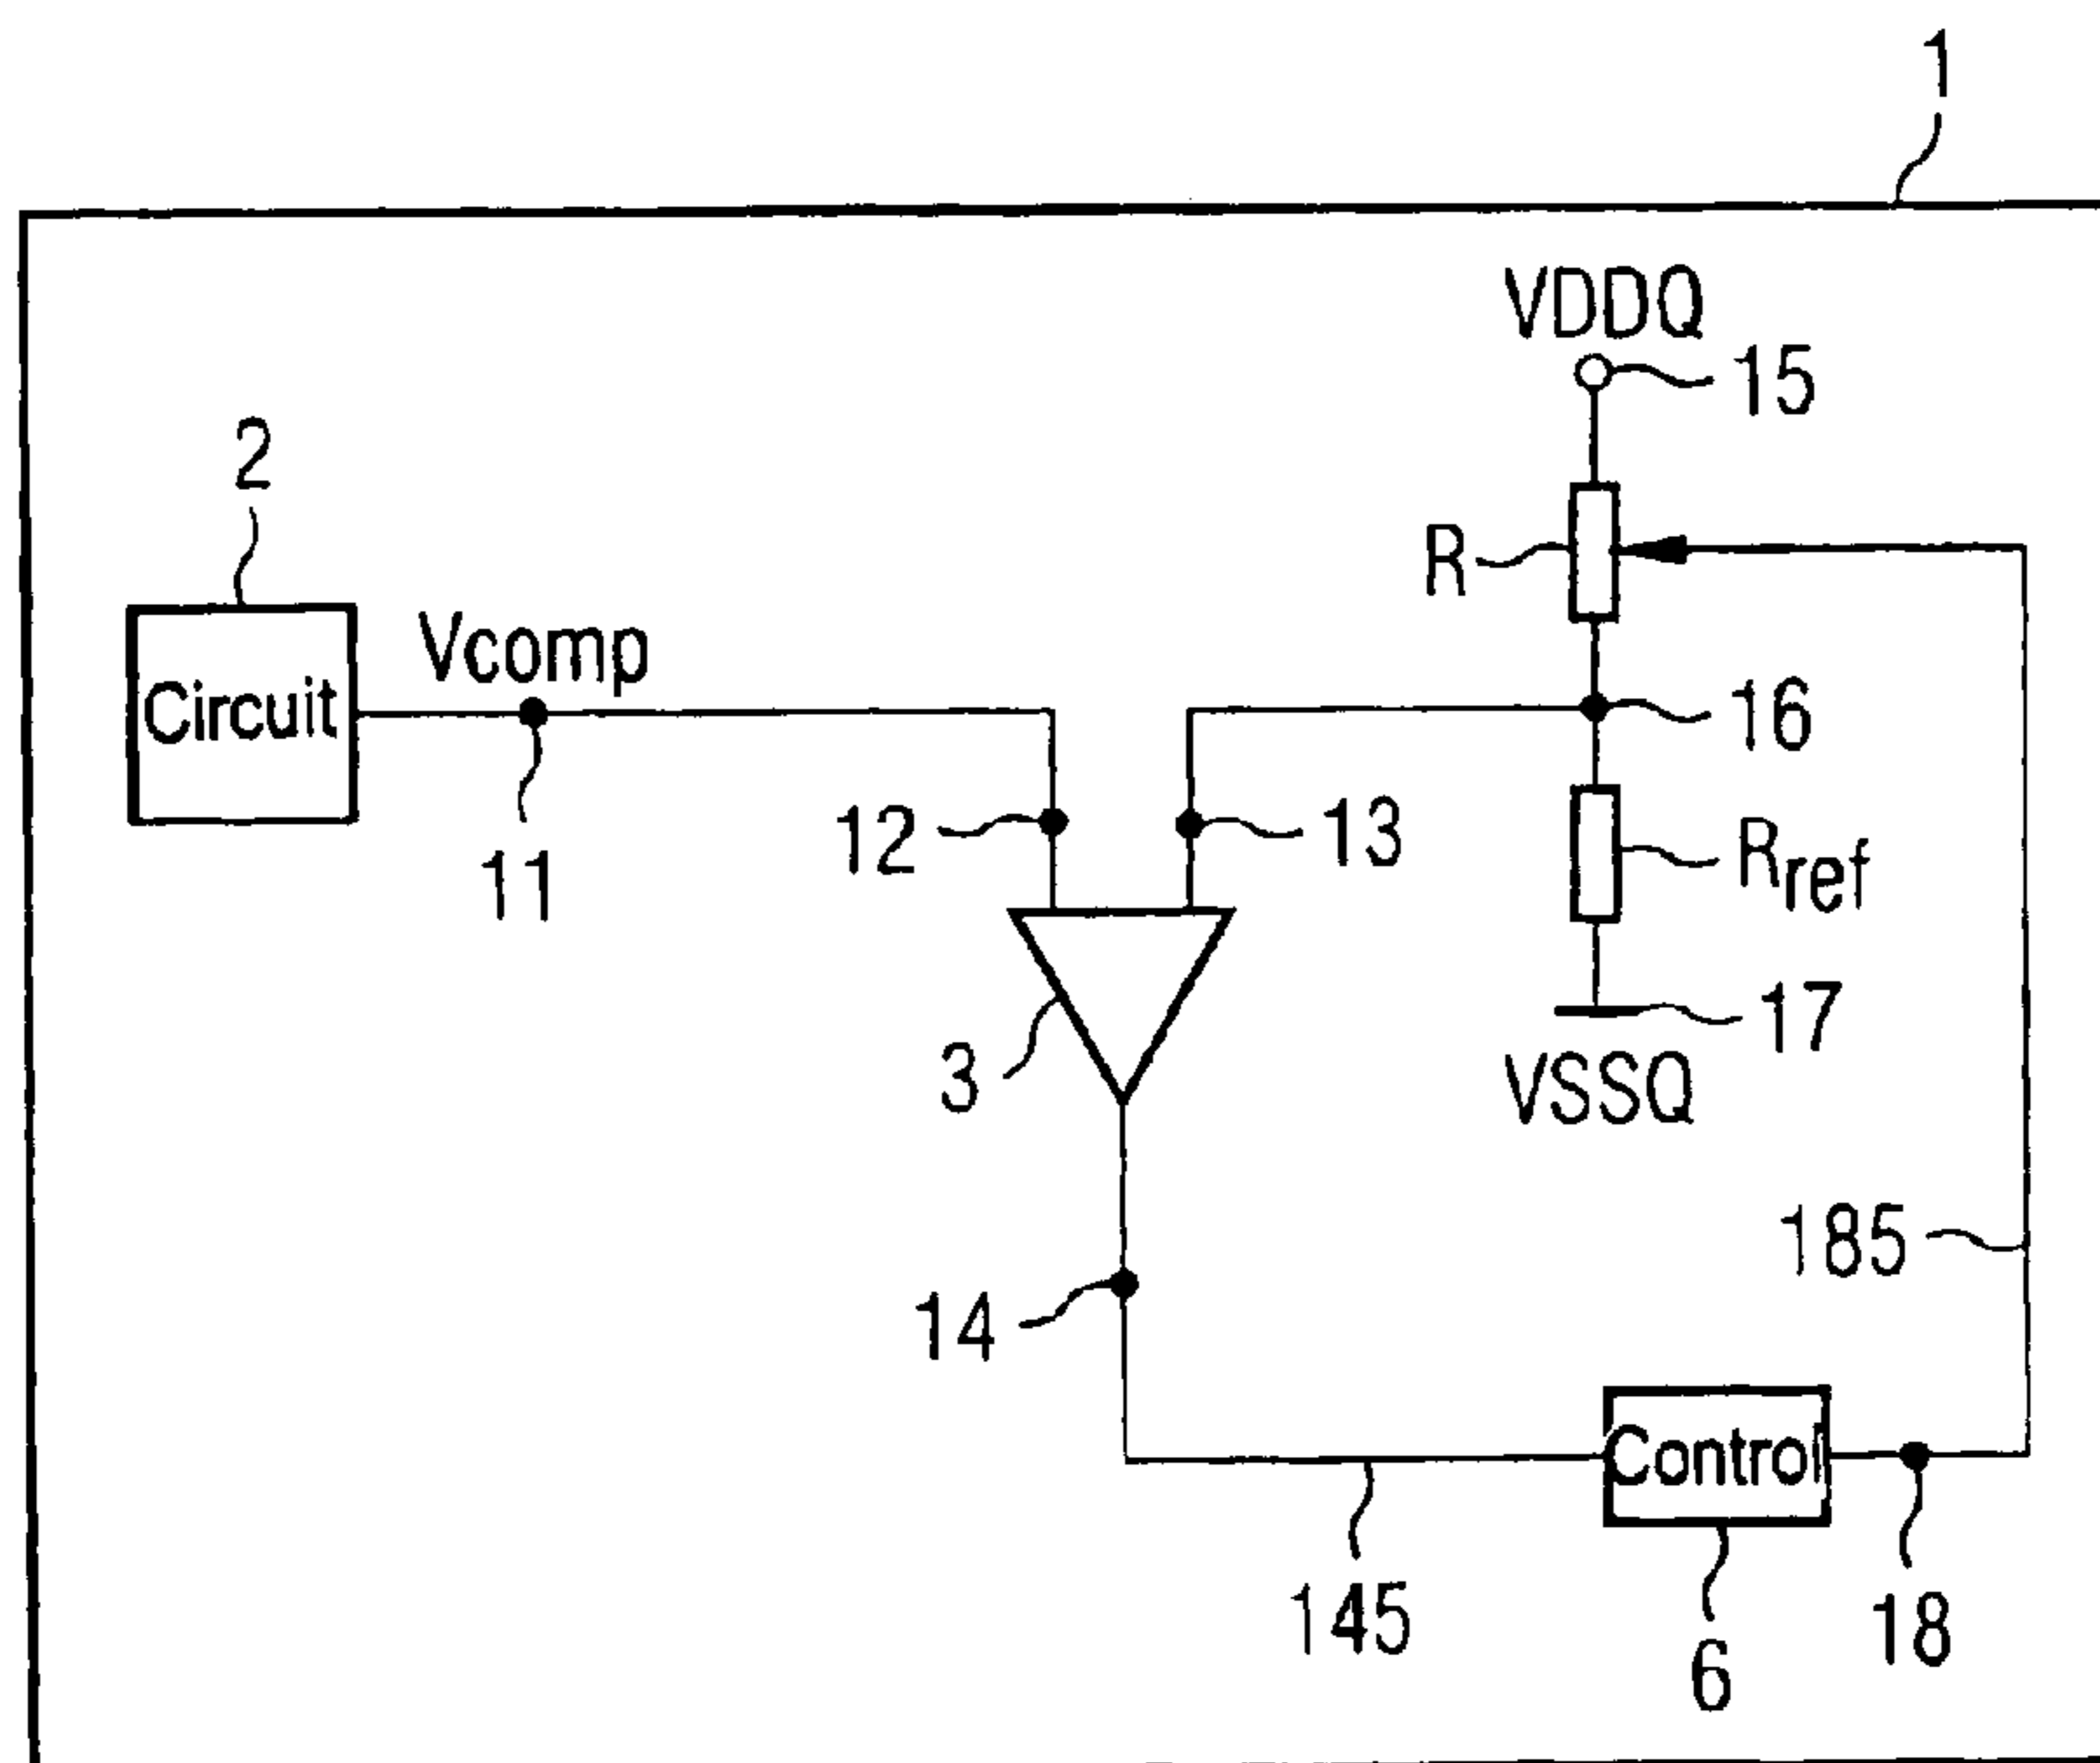 1
VDDQ
15
2
R
Vcomp
Circuit
16
12
13
11
Rref
17
3
VSSQ
185
14
Control
145
18
6